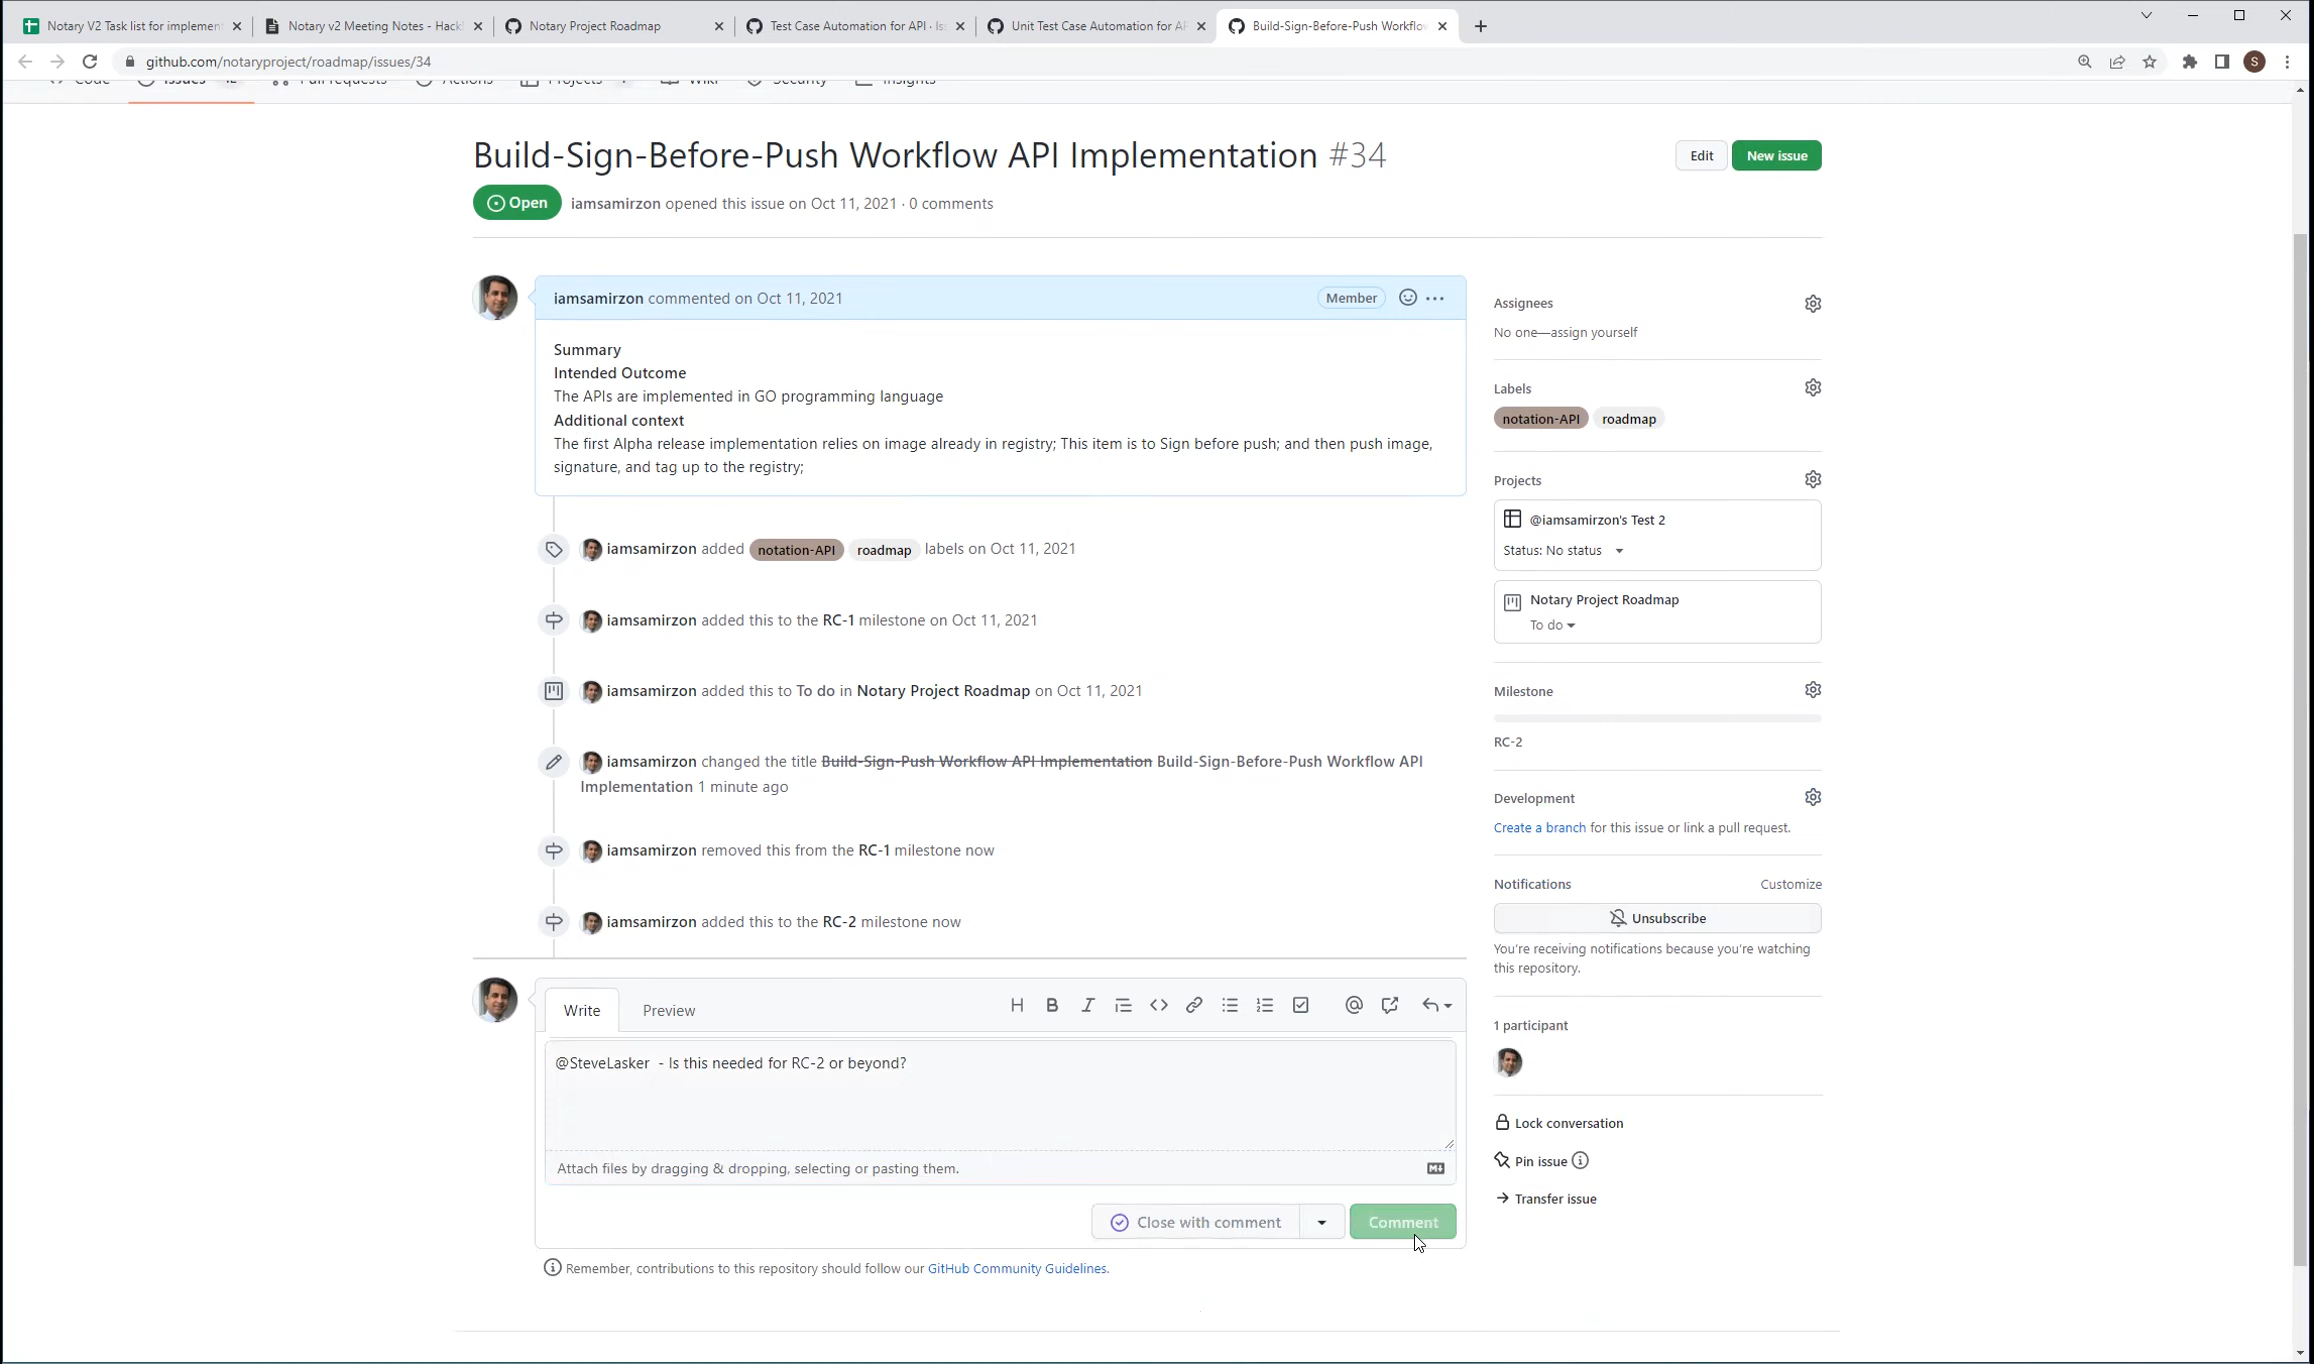 Notary V2 Task list for implement
Notary v2 Meeting Notes - Hack
Notary Project Roadmap
Test Case Automation for API · Is
Unit Test Case Automation for AP
Build-Sign-Before-Push Workflow
github.com/notaryproject/roadmap/issues/34
S
Code
Issues
Pull requests
Actions
Projects
Wiki
Security
Insights
Build-Sign-Before-Push Workflow API Implementation #34
Edit
New issue
Open
iamsamirzon opened this issue on Oct 11, 2021 · 0 comments
iamsamirzon commented on Oct 11, 2021
Member
Summary
Intended Outcome
The APIs are implemented in GO programming language
Additional context
The first Alpha release implementation relies on image already in registry; This item is to Sign before push; and then push image,
signature, and tag up to the registry;
iamsamirzon added notation-API roadmap labels on Oct 11, 2021
iamsamirzon added this to the RC-1 milestone on Oct 11, 2021
iamsamirzon added this to To do in Notary Project Roadmap on Oct 11, 2021
iamsamirzon changed the title Build-Sign-Push Workflow API Implementation Build-Sign-Before-Push Workflow API
Implementation 1 minute ago
iamsamirzon removed this from the RC-1 milestone now
iamsamirzon added this to the RC-2 milestone now
Write
Preview
@SteveLasker - Is this needed for RC-2 or beyond?
Attach files by dragging & dropping, selecting or pasting them.
Close with comment
Comment
Remember, contributions to this repository should follow our GitHub Community Guidelines.
Assignees
No one—assign yourself
Labels
notation-API roadmap
Projects
@iamsamirzon's Test 2
Status: No status
Notary Project Roadmap
To do
Milestone
RC-2
Development
Create a branch for this issue or link a pull request.
Notifications
Customize
Unsubscribe
You're receiving notifications because you're watching
this repository.
1 participant
Lock conversation
Pin issue
Transfer issue